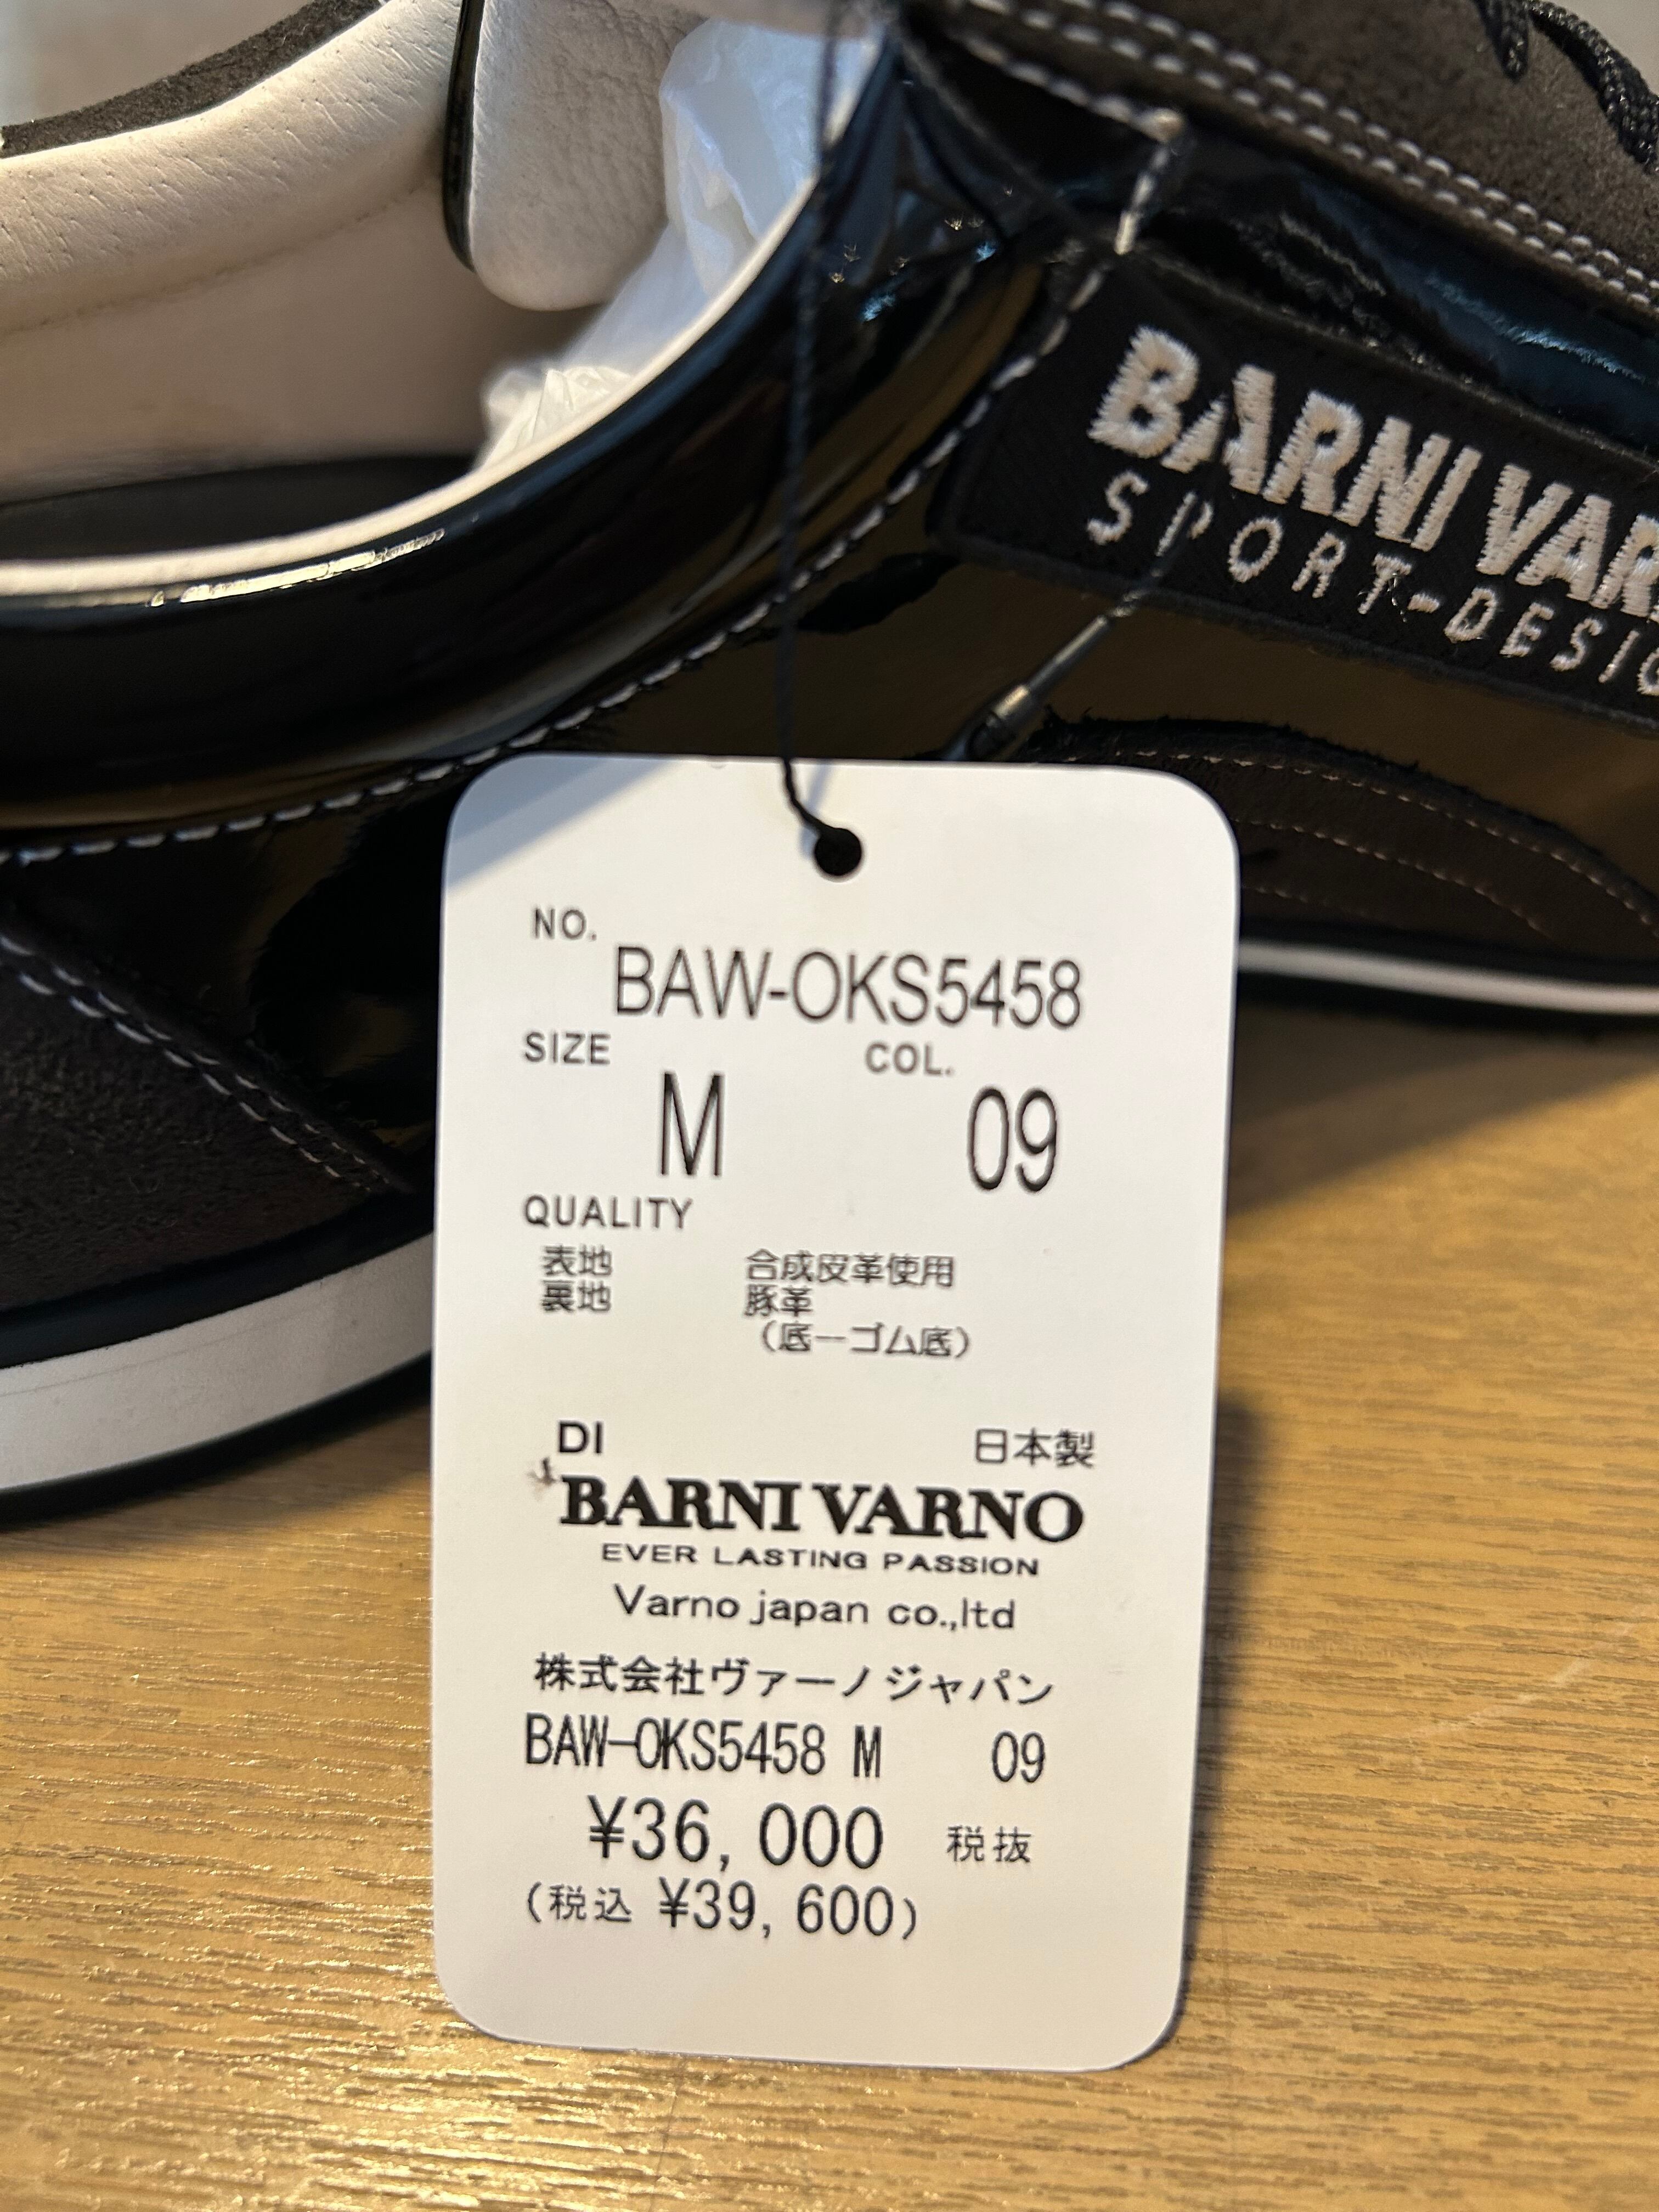 BARNI VAR
SPORT-DESIG
NO.
BAW-OKS5458
SIZE COL.
M 09
QUALITY
表地 合成皮革使用
裏地 豚革
（底ーゴム底）
DI 日本製
BARNI VARNO
EVER LASTING PASSION
Varno japan co.,ltd
株式会社ヴァーノジャパン
BAW-OKS5458 M 09
¥36,000 税抜
(税込 ¥39,600)